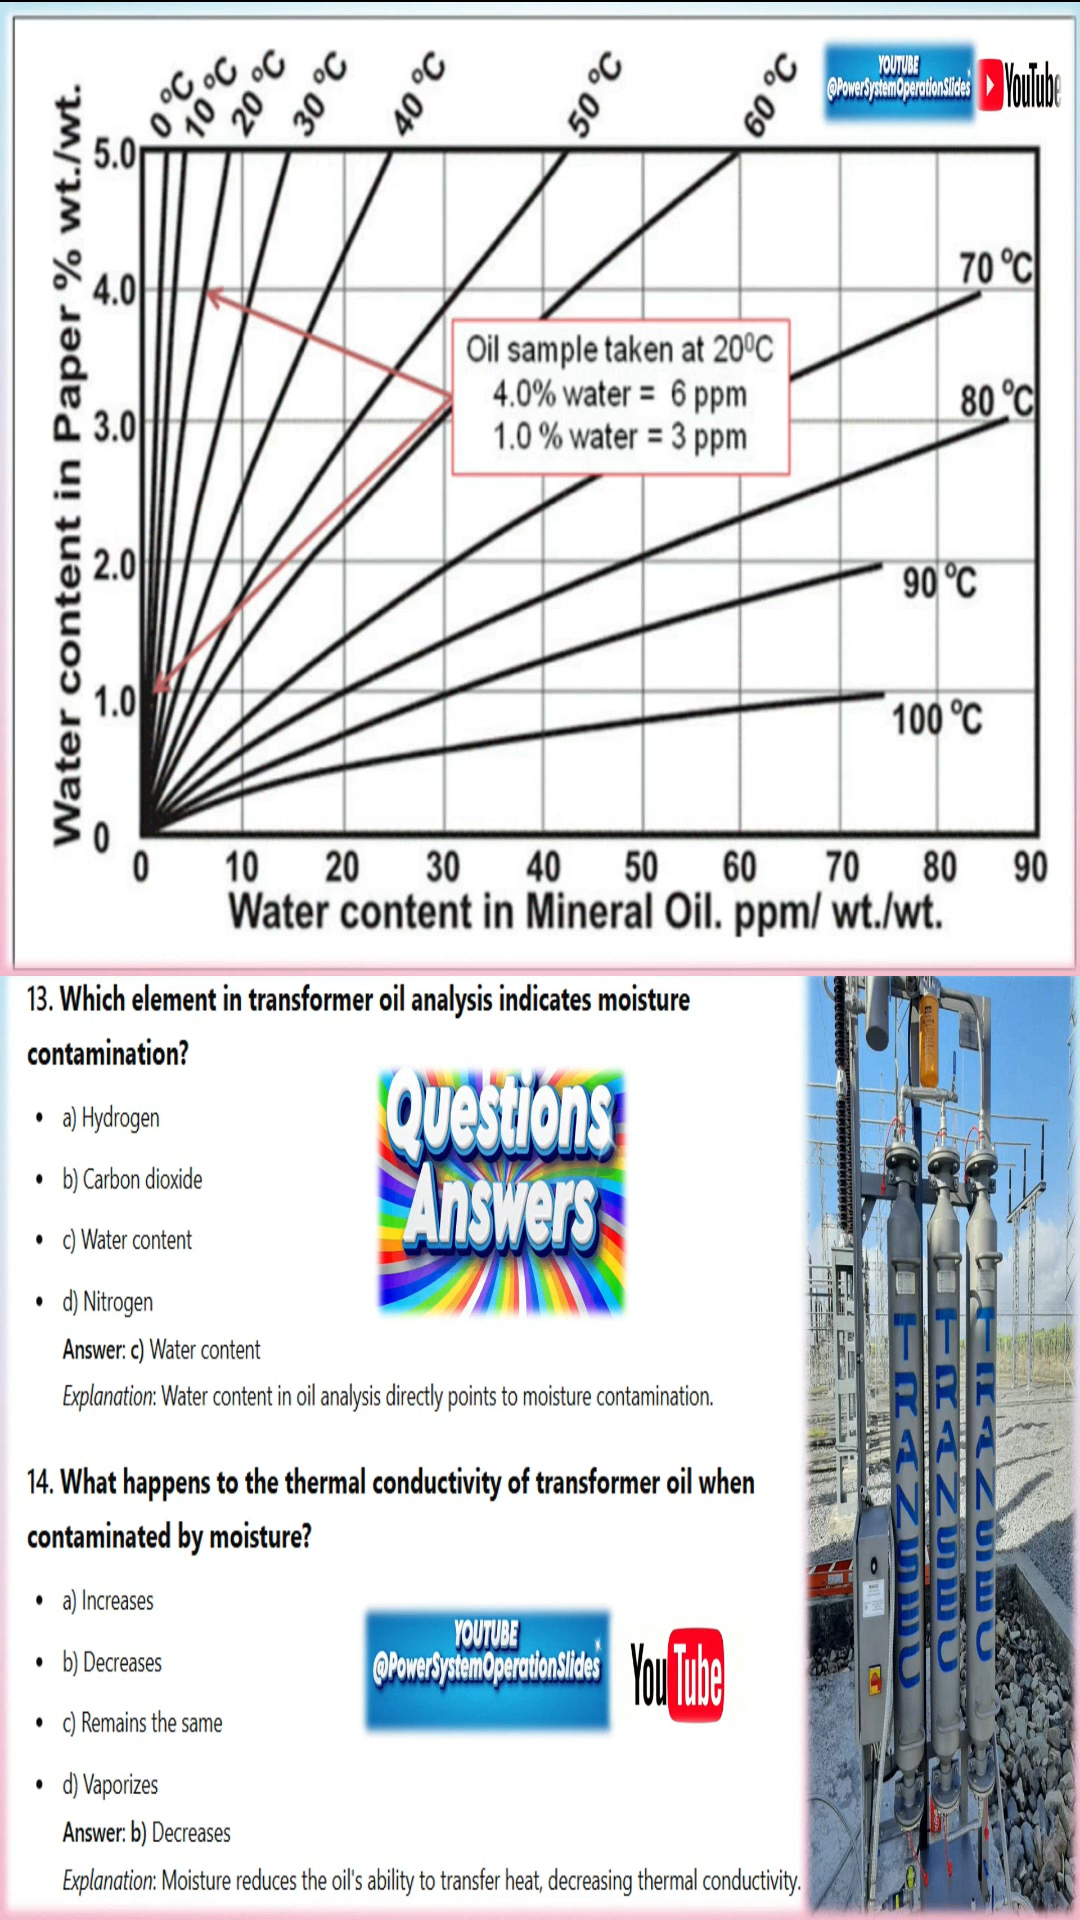 0 °C
10 °C
20 °C
30 °C
40 °C
50 °C
60 °C
YOUTUBE
@PowerSystemOperationSlides
YouTube
Water content in Paper % wt./wt.
5.0
4.0
3.0
2.0
1.0
0
70 °C
80 °C
90 °C
100 °C
Oil sample taken at 20⁰C
4.0% water = 6 ppm
1.0 % water = 3 ppm
0 10 20 30 40 50 60 70 80 90
Water content in Mineral Oil. ppm/ wt./wt.
13. Which element in transformer oil analysis indicates moisture
contamination?
• a) Hydrogen
• b) Carbon dioxide
• c) Water content
• d) Nitrogen
Answer: c) Water content
Explanation: Water content in oil analysis directly points to moisture contamination.
Questions
Answers
14. What happens to the thermal conductivity of transformer oil when
contaminated by moisture?
• a) Increases
• b) Decreases
• c) Remains the same
• d) Vaporizes
Answer: b) Decreases
Explanation: Moisture reduces the oil's ability to transfer heat, decreasing thermal conductivity.
YOUTUBE
@PowerSystemOperationSlides
YouTube
TRANSEC
TRANSEC
TRANSEC